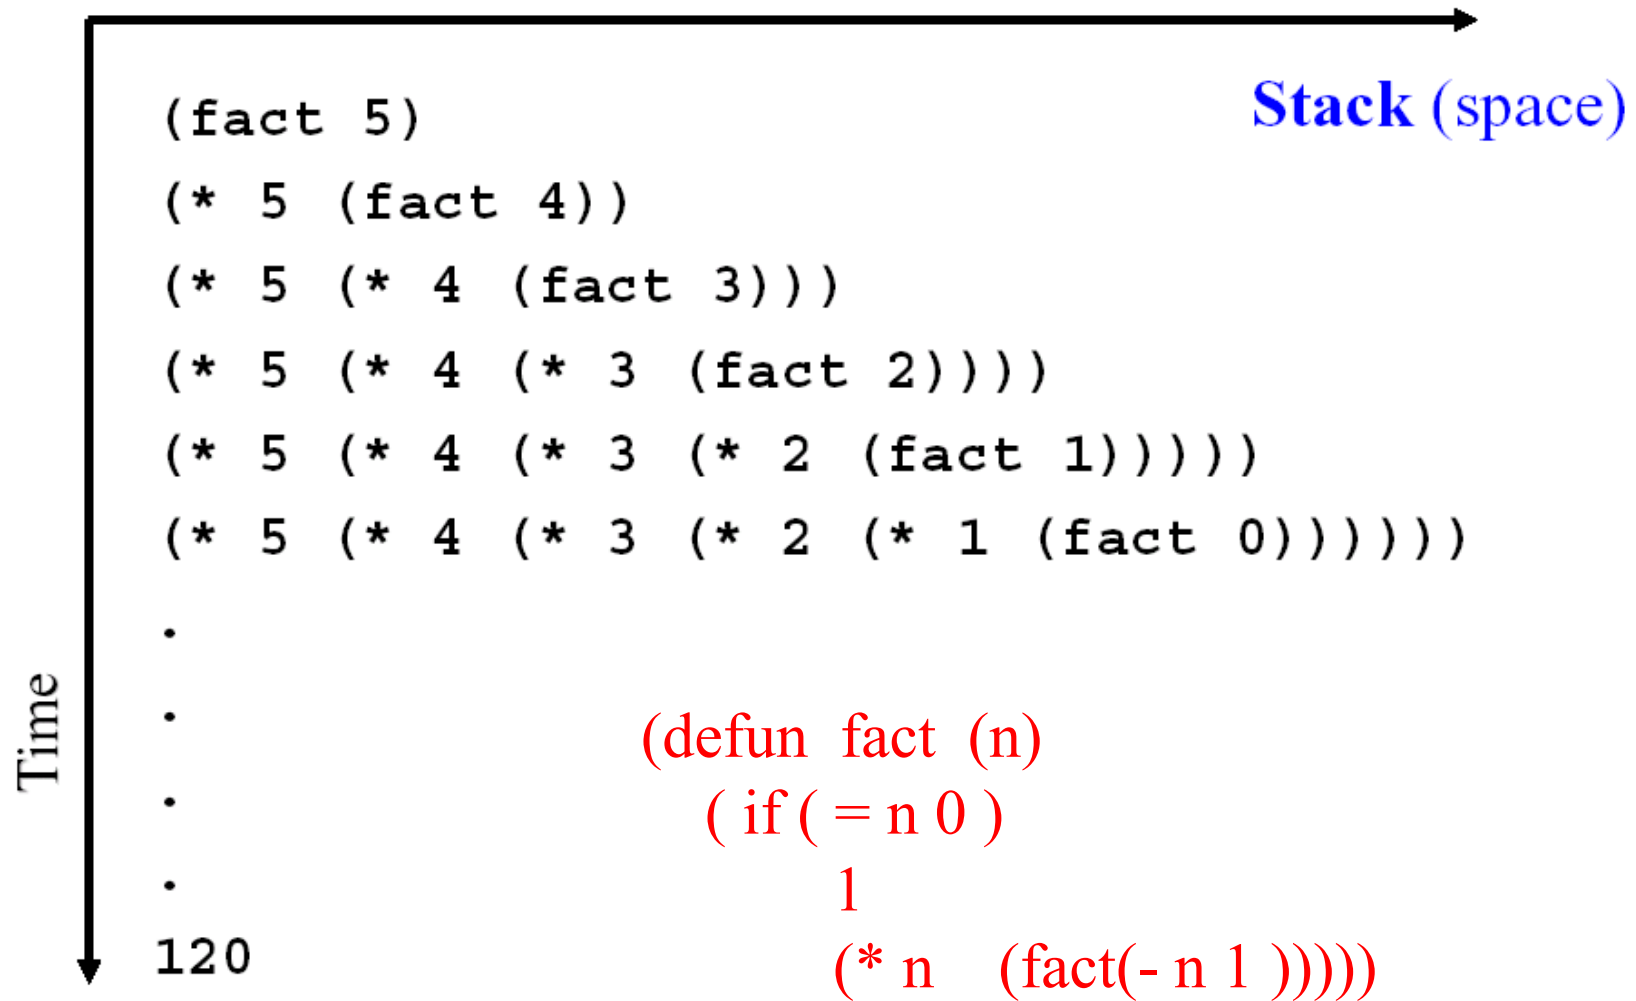 Stack (space)
(fact 5)
(* 5 (fact 4))
(* 5 (* 4 (fact 3)))
(* 5 (* 4 (* 3 (fact 2))))
(* 5 (* 4 (* 3 (* 2 (fact 1)))))
(* 5 (* 4 (* 3 (* 2 (* 1 (fact 0))))))
.
.
.
.
120
Time
(defun fact (n)
( if ( = n 0 )
1
(* n (fact(- n 1 )))))